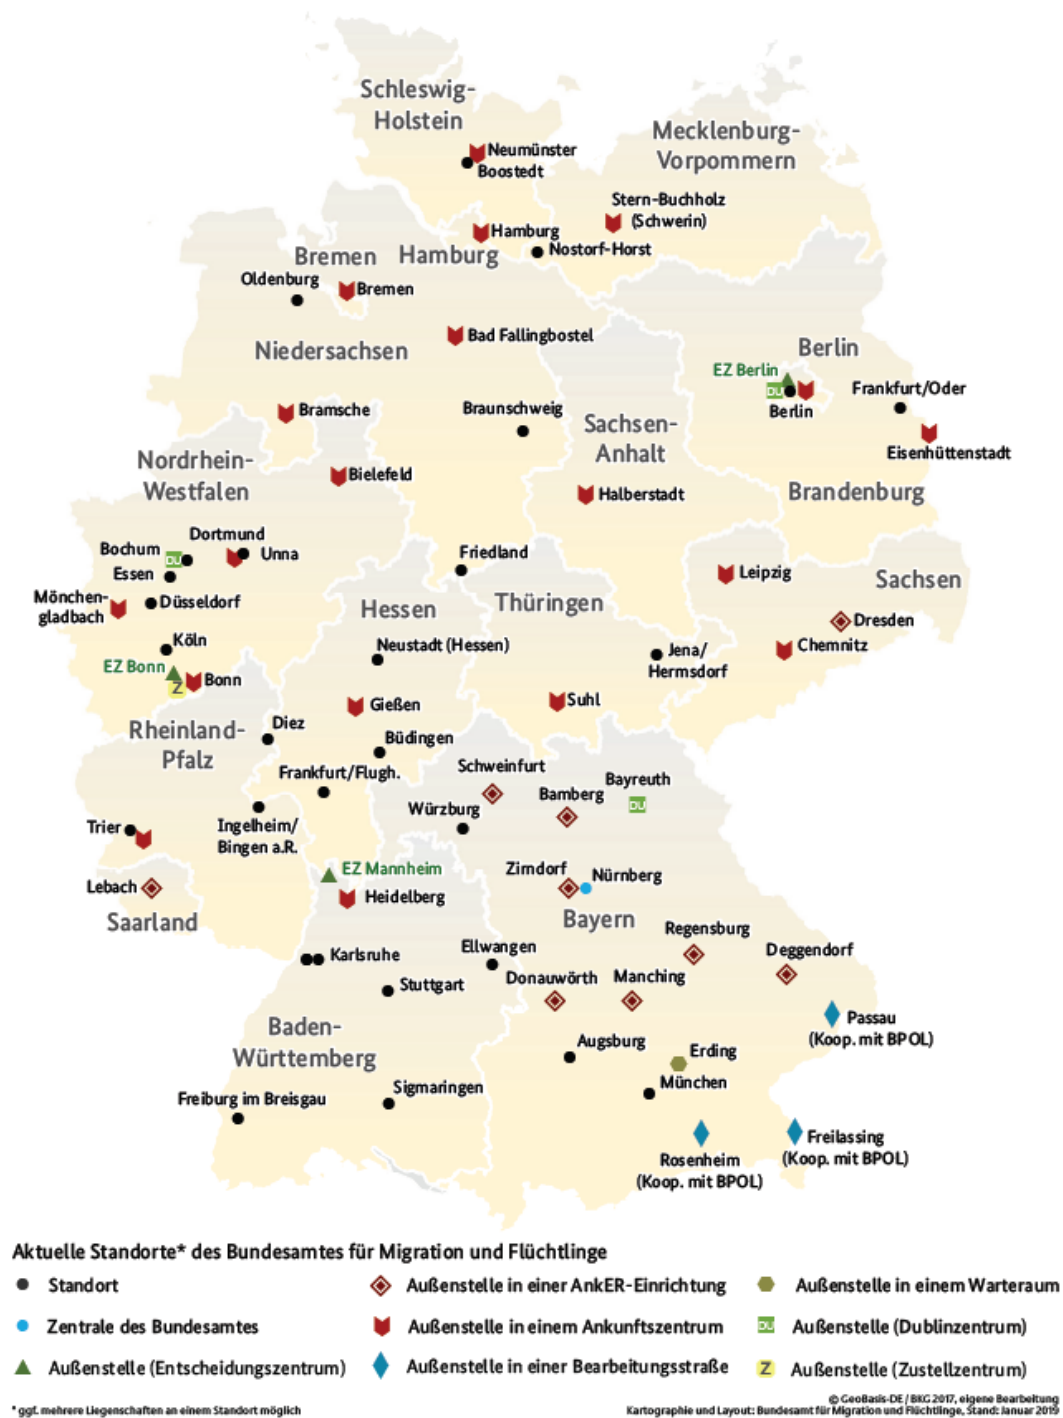 Schleswig-
Holstein
Mecklenburg-
Vorpommern
Neumünster
Boostedt
Stern-Buchholz
(Schwerin)
Hamburg
Nostorf-Horst
Bremen
Hamburg
Oldenburg
Bremen
Bad Fallingbostel
Niedersachsen
Berlin
EZ Berlin
DU
Berlin
Frankfurt/Oder
Bramsche
Braunschweig
Sachsen-
Anhalt
Eisenhüttenstadt
Nordrhein-
Westfalen
Bielefeld
Halberstadt
Brandenburg
Dortmund
Bochum
DU
Unna
Essen
Friedland
Leipzig
Sachsen
Mönchen-
gladbach
Düsseldorf
Hessen
Thüringen
Dresden
Köln
Neustadt (Hessen)
Jena/
Hermsdorf
Chemnitz
EZ Bonn
Z
Bonn
Gießen
Suhl
Rheinland-
Pfalz
Diez
Büdingen
Frankfurt/Flugh.
Schweinfurt
Bamberg
Bayreuth
DU
Würzburg
Trier
Ingelheim/
Bingen a.R.
EZ Mannheim
Zirndorf
Nürnberg
Lebach
Heidelberg
Saarland
Bayern
Regensburg
Karlsruhe
Ellwangen
Deggendorf
Stuttgart
Donauwörth
Manching
Baden-
Württemberg
Passau
(Koop. mit BPOL)
Augsburg
Erding
München
Sigmaringen
Freiburg im Breisgau
Rosenheim
(Koop. mit BPOL)
Freilassing
(Koop. mit BPOL)
Aktuelle Standorte* des Bundesamtes für Migration und Flüchtlinge
Standort
Außenstelle in einer AnkER-Einrichtung
Außenstelle in einem Warteraum
Zentrale des Bundesamtes
Außenstelle in einem Ankunftszentrum
DU Außenstelle (Dublinzentrum)
Außenstelle (Entscheidungszentrum)
Außenstelle in einer Bearbeitungsstraße
Z Außenstelle (Zustellzentrum)
© GeoBasis-DE / BKG 2017, eigene Bearbeitung
* ggf. mehrere Liegenschaften an einem Standort möglich
Kartographie und Layout: Bundesamt für Migration und Flüchtlinge, Stand: Januar 2019